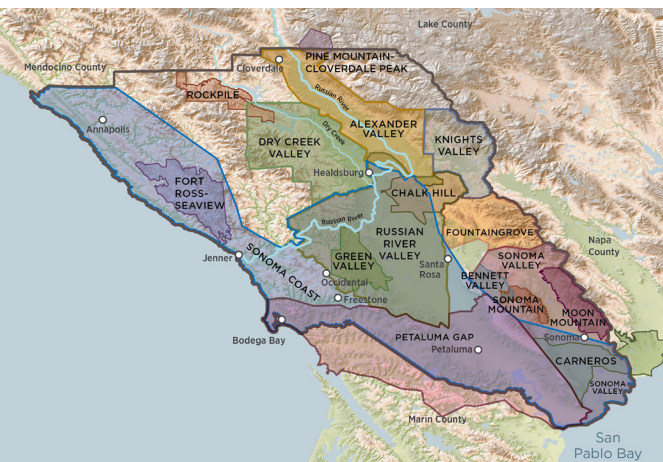 Lake County
PINE MOUNTAIN-
CLOVERDALE PEAK
Mendocino County
Cloverdale
ROCKPILE
Russian River
Annapolis
Dry Creek
ALEXANDER
VALLEY
DRY CREEK
VALLEY
KNIGHTS
VALLEY
Healdsburg
FORT
ROSS-
SEAVIEW
CHALK HILL
Russian River
RUSSIAN
RIVER
VALLEY
FOUNTAINGROVE
Napa
County
Jenner
SONOMA COAST
GREEN
VALLEY
Santa
Rosa
SONOMA
VALLEY
BENNETT
VALLEY
Occidental
Freestone
SONOMA
MOUNTAIN
MOON
MOUNTAIN
Bodega Bay
PETALUMA GAP
Petaluma
Sonoma
CARNEROS
SONOMA
VALLEY
Marin County
San
Pablo Bay